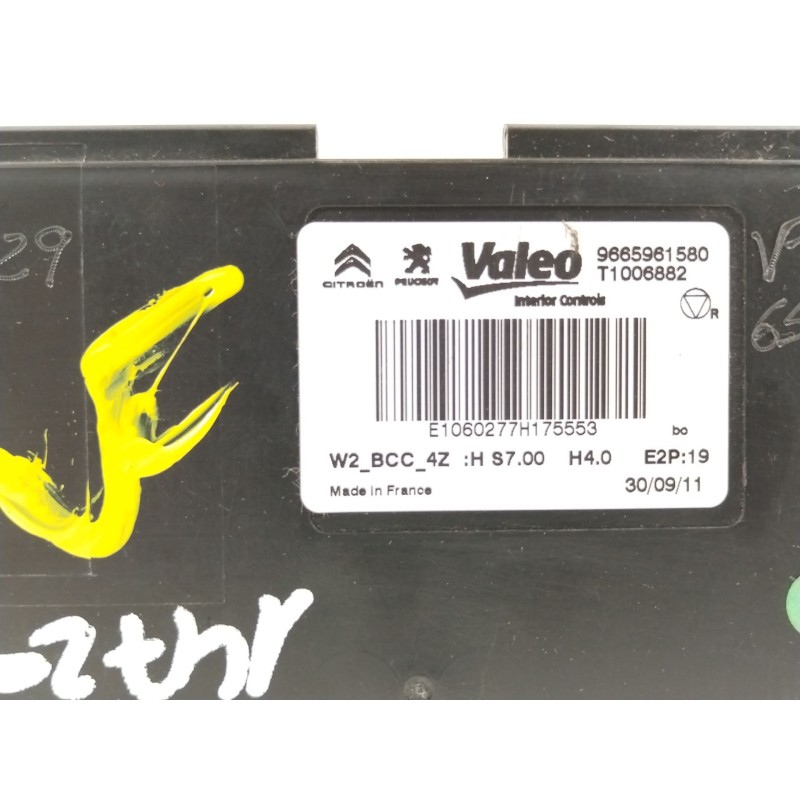 29
CITROËN
PEUGEOT
Valeo
Interior Controls
9665961580
T1006882
R
E1060277H175553
bo
W2_BCC_4Z :H S7.00 H4.0 E2P:19
Made in France
30/09/11